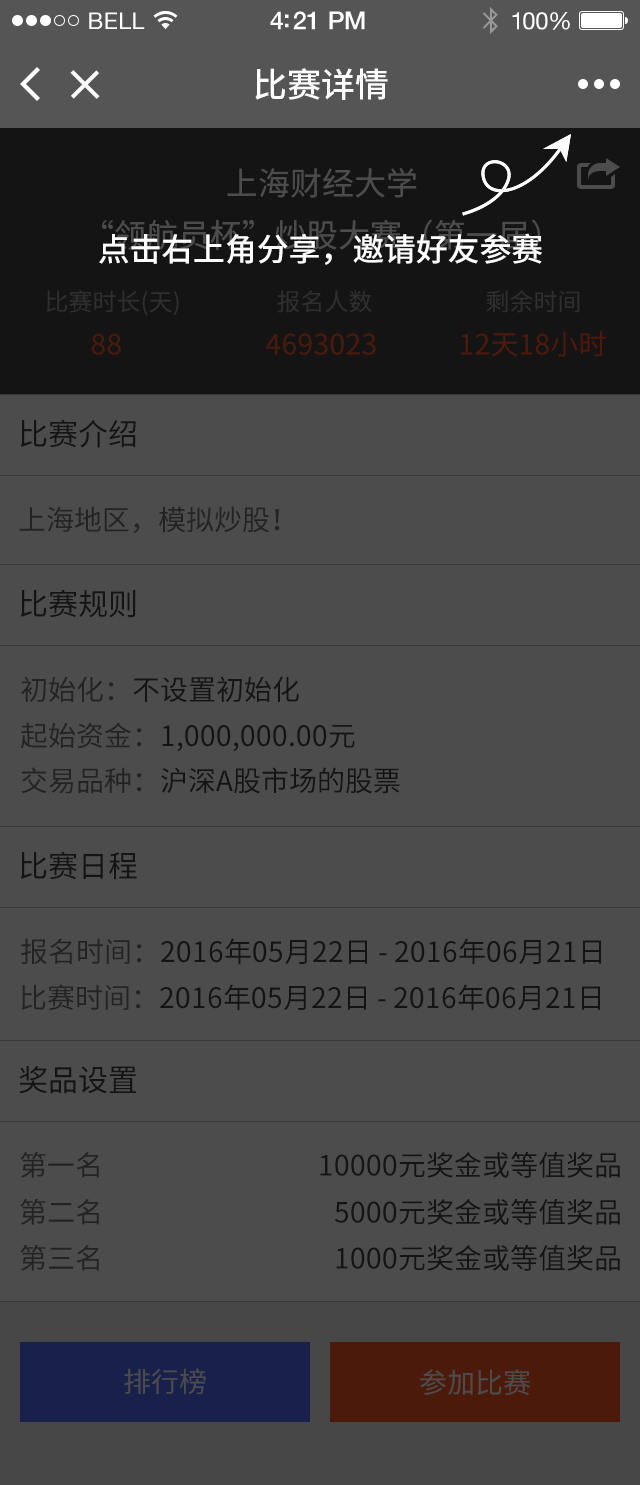 BELL 4:21 PM 100%
比赛详情
上海财经大学
“领航员杯”炒股大赛（第一届）
点击右上角分享，邀请好友参赛
比赛时长(天) 报名人数 剩余时间
88 4693023 12天18小时
比赛介绍
上海地区，模拟炒股！
比赛规则
初始化：不设置初始化
起始资金：1,000,000.00元
交易品种：沪深A股市场的股票
比赛日程
报名时间：2016年05月22日 - 2016年06月21日
比赛时间：2016年05月22日 - 2016年06月21日
奖品设置
第一名 10000元奖金或等值奖品
第二名 5000元奖金或等值奖品
第三名 1000元奖金或等值奖品
排行榜 参加比赛